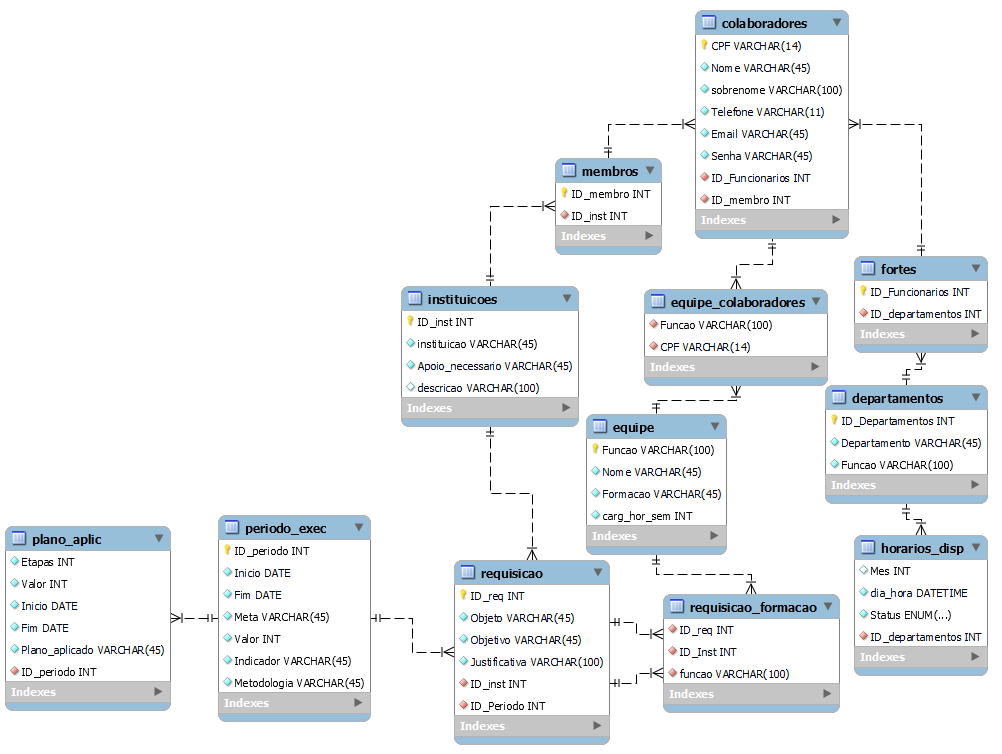 colaboradores
CPF VARCHAR(14)
Nome VARCHAR(45)
sobrenome VARCHAR(100)
Telefone VARCHAR(11)
Email VARCHAR(45)
Senha VARCHAR(45)
ID_Funcionarios INT
ID_membro INT
Indexes
membros
ID_membro INT
ID_inst INT
Indexes
fortes
ID_Funcionarios INT
ID_departamentos INT
Indexes
instituicoes
ID_inst INT
instituicao VARCHAR(45)
Apoio_necessario VARCHAR(45)
descricao VARCHAR(100)
Indexes
equipe_colaboradores
Funcao VARCHAR(100)
CPF VARCHAR(14)
Indexes
departamentos
ID_Departamentos INT
Departamento VARCHAR(45)
Funcao VARCHAR(100)
Indexes
equipe
Funcao VARCHAR(100)
Nome VARCHAR(45)
Formacao VARCHAR(45)
carg_hor_sem INT
Indexes
plano_aplic
Etapas INT
Valor INT
Inicio DATE
Fim DATE
Plano_aplicado VARCHAR(45)
ID_periodo INT
Indexes
periodo_exec
ID_periodo INT
Inicio DATE
Fim DATE
Meta VARCHAR(45)
Valor INT
Indicador VARCHAR(45)
Metodologia VARCHAR(45)
Indexes
requisicao
ID_req INT
Objeto VARCHAR(45)
Objetivo VARCHAR(45)
Justificativa VARCHAR(100)
ID_inst INT
ID_Periodo INT
Indexes
requisicao_formacao
ID_req INT
ID_Inst INT
funcao VARCHAR(100)
Indexes
horarios_disp
Mes INT
dia_hora DATETIME
Status ENUM(...)
ID_departamentos INT
Indexes